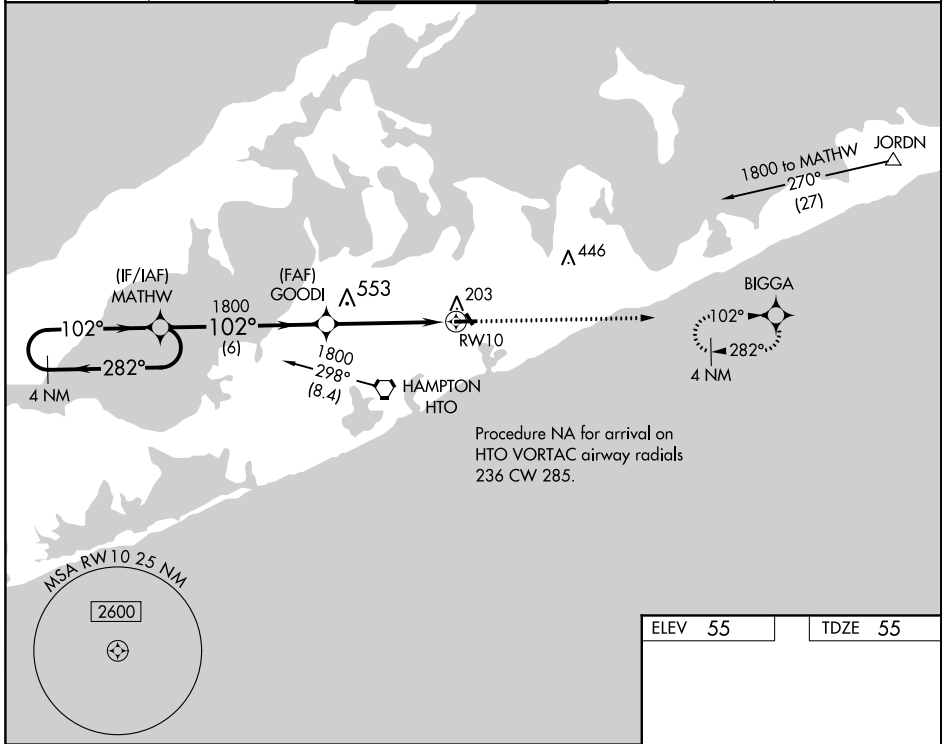 JORDN
1800 to MATHW
270°
(27)
446
(IF/IAF)
MATHW
(FAF)
GOODI
553
203
BIGGA
102°
1800
102°
(6)
RW10
102°
282°
4 NM
1800
298°
(8.4)
HAMPTON
HTO
282°
4 NM
Procedure NA for arrival on
HTO VORTAC airway radials
236 CW 285.
MSA RW10 25 NM
2600
ELEV 55
TDZE 55